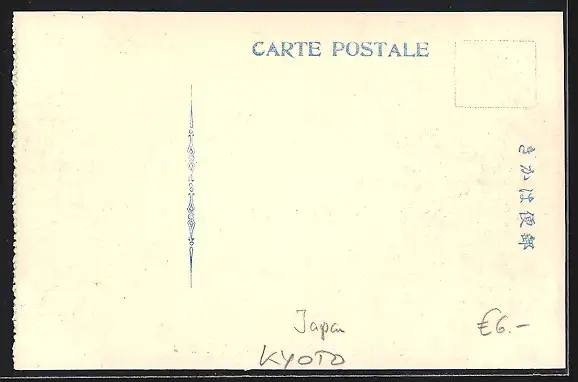 CARTE POSTALE
郵便はかき
Japan
KYOTO
€6.-